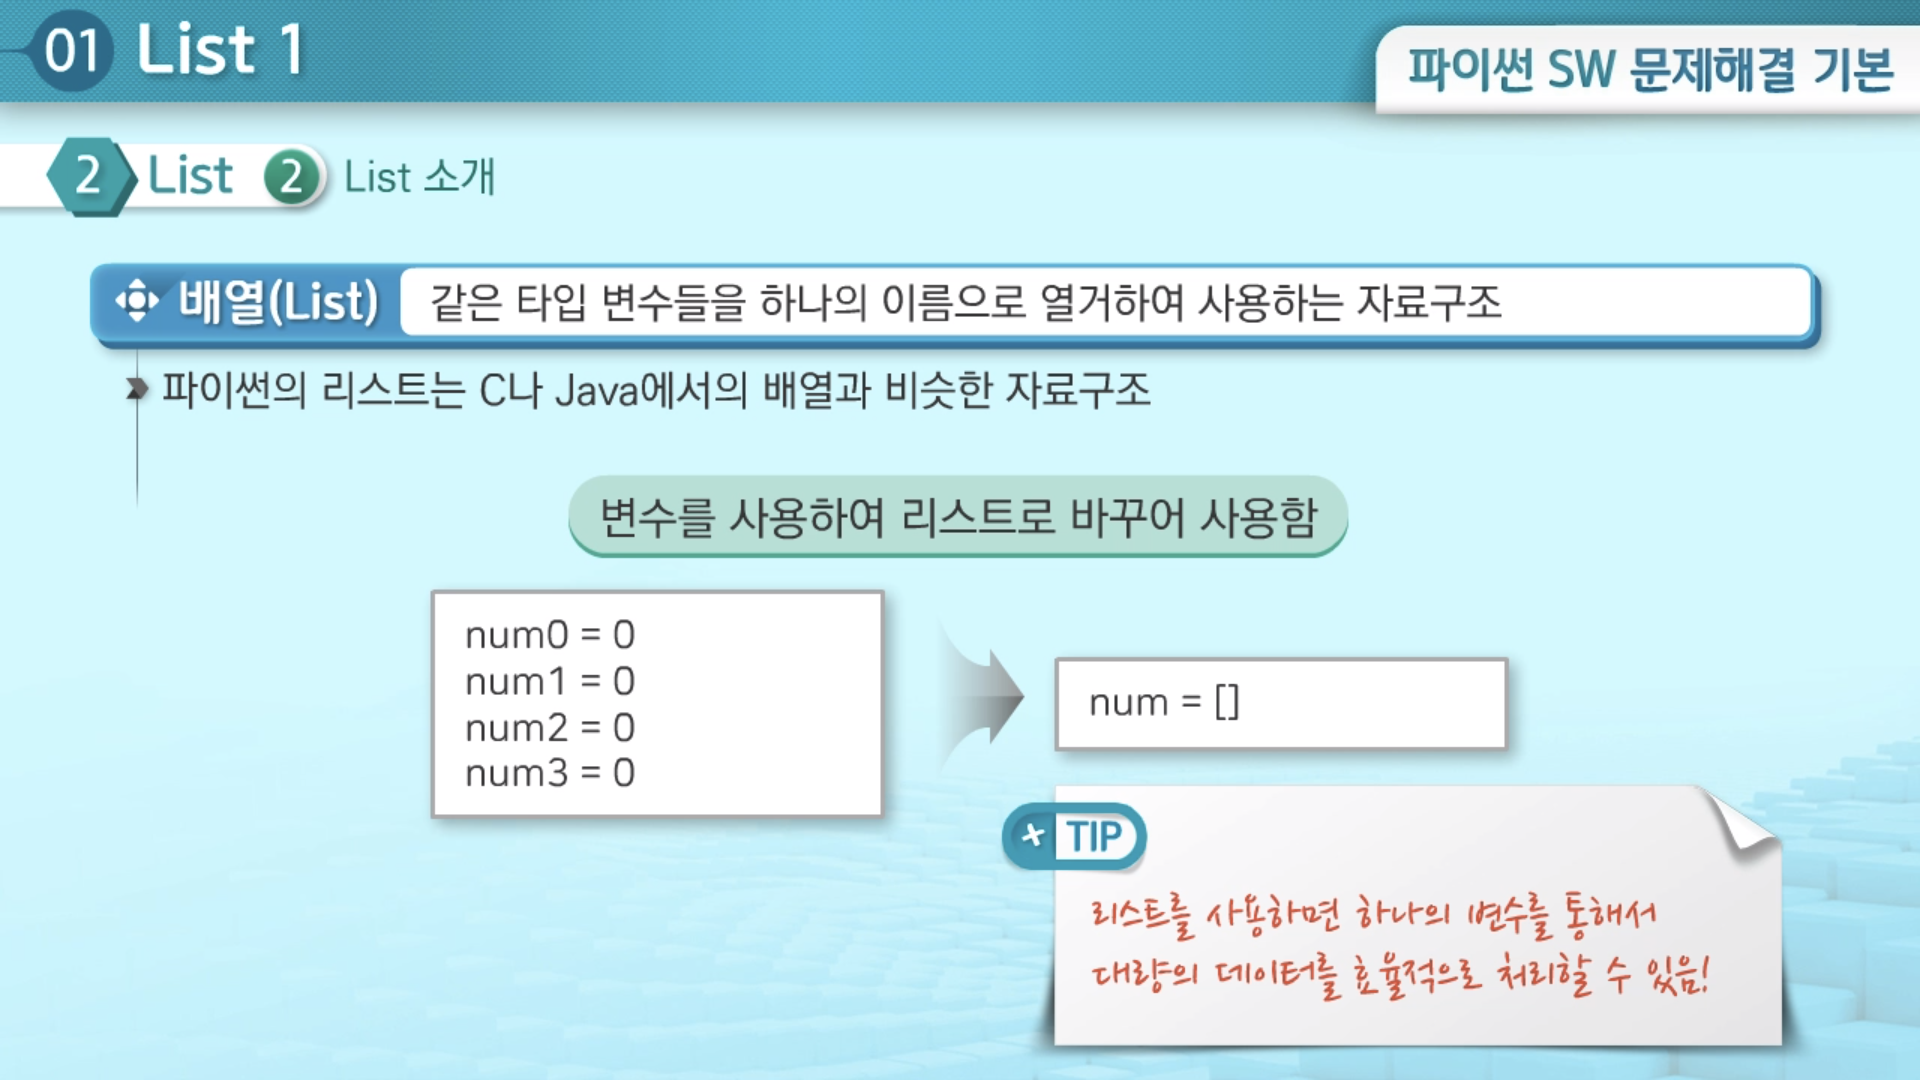 01 List 1
파이썬 SW 문제해결 기본
2 List 2 List 소개
배열(List) 같은 타입 변수들을 하나의 이름으로 열거하여 사용하는 자료구조
파이썬의 리스트는 C나 Java에서의 배열과 비슷한 자료구조
변수를 사용하여 리스트로 바꾸어 사용함
num0 = 0
num1 = 0
num2 = 0
num3 = 0
num = []
+ TIP
리스트를 사용하면 하나의 변수를 통해서
대량의 데이터를 효율적으로 처리할 수 있음!